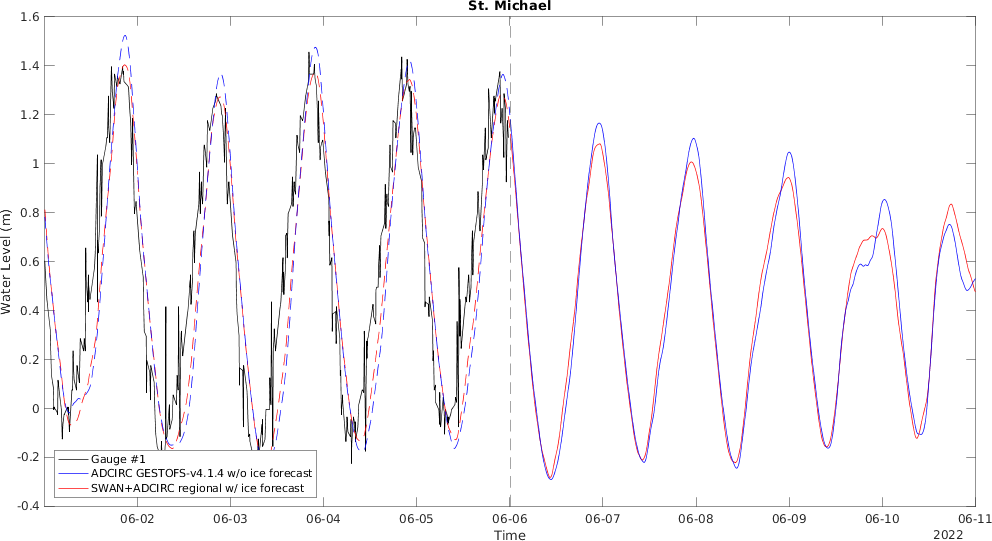 St. Michael
1.6
1.4
1.2
1
0.8
0.6
0.4
0.2
0
-0.2
-0.4
Water Level (m)
Gauge #1
ADCIRC GESTOFS-v4.1.4 w/o ice forecast
SWAN+ADCIRC regional w/ ice forecast
06-02 06-03 06-04 06-05 06-06 06-07 06-08 06-09 06-10 06-11
Time
2022